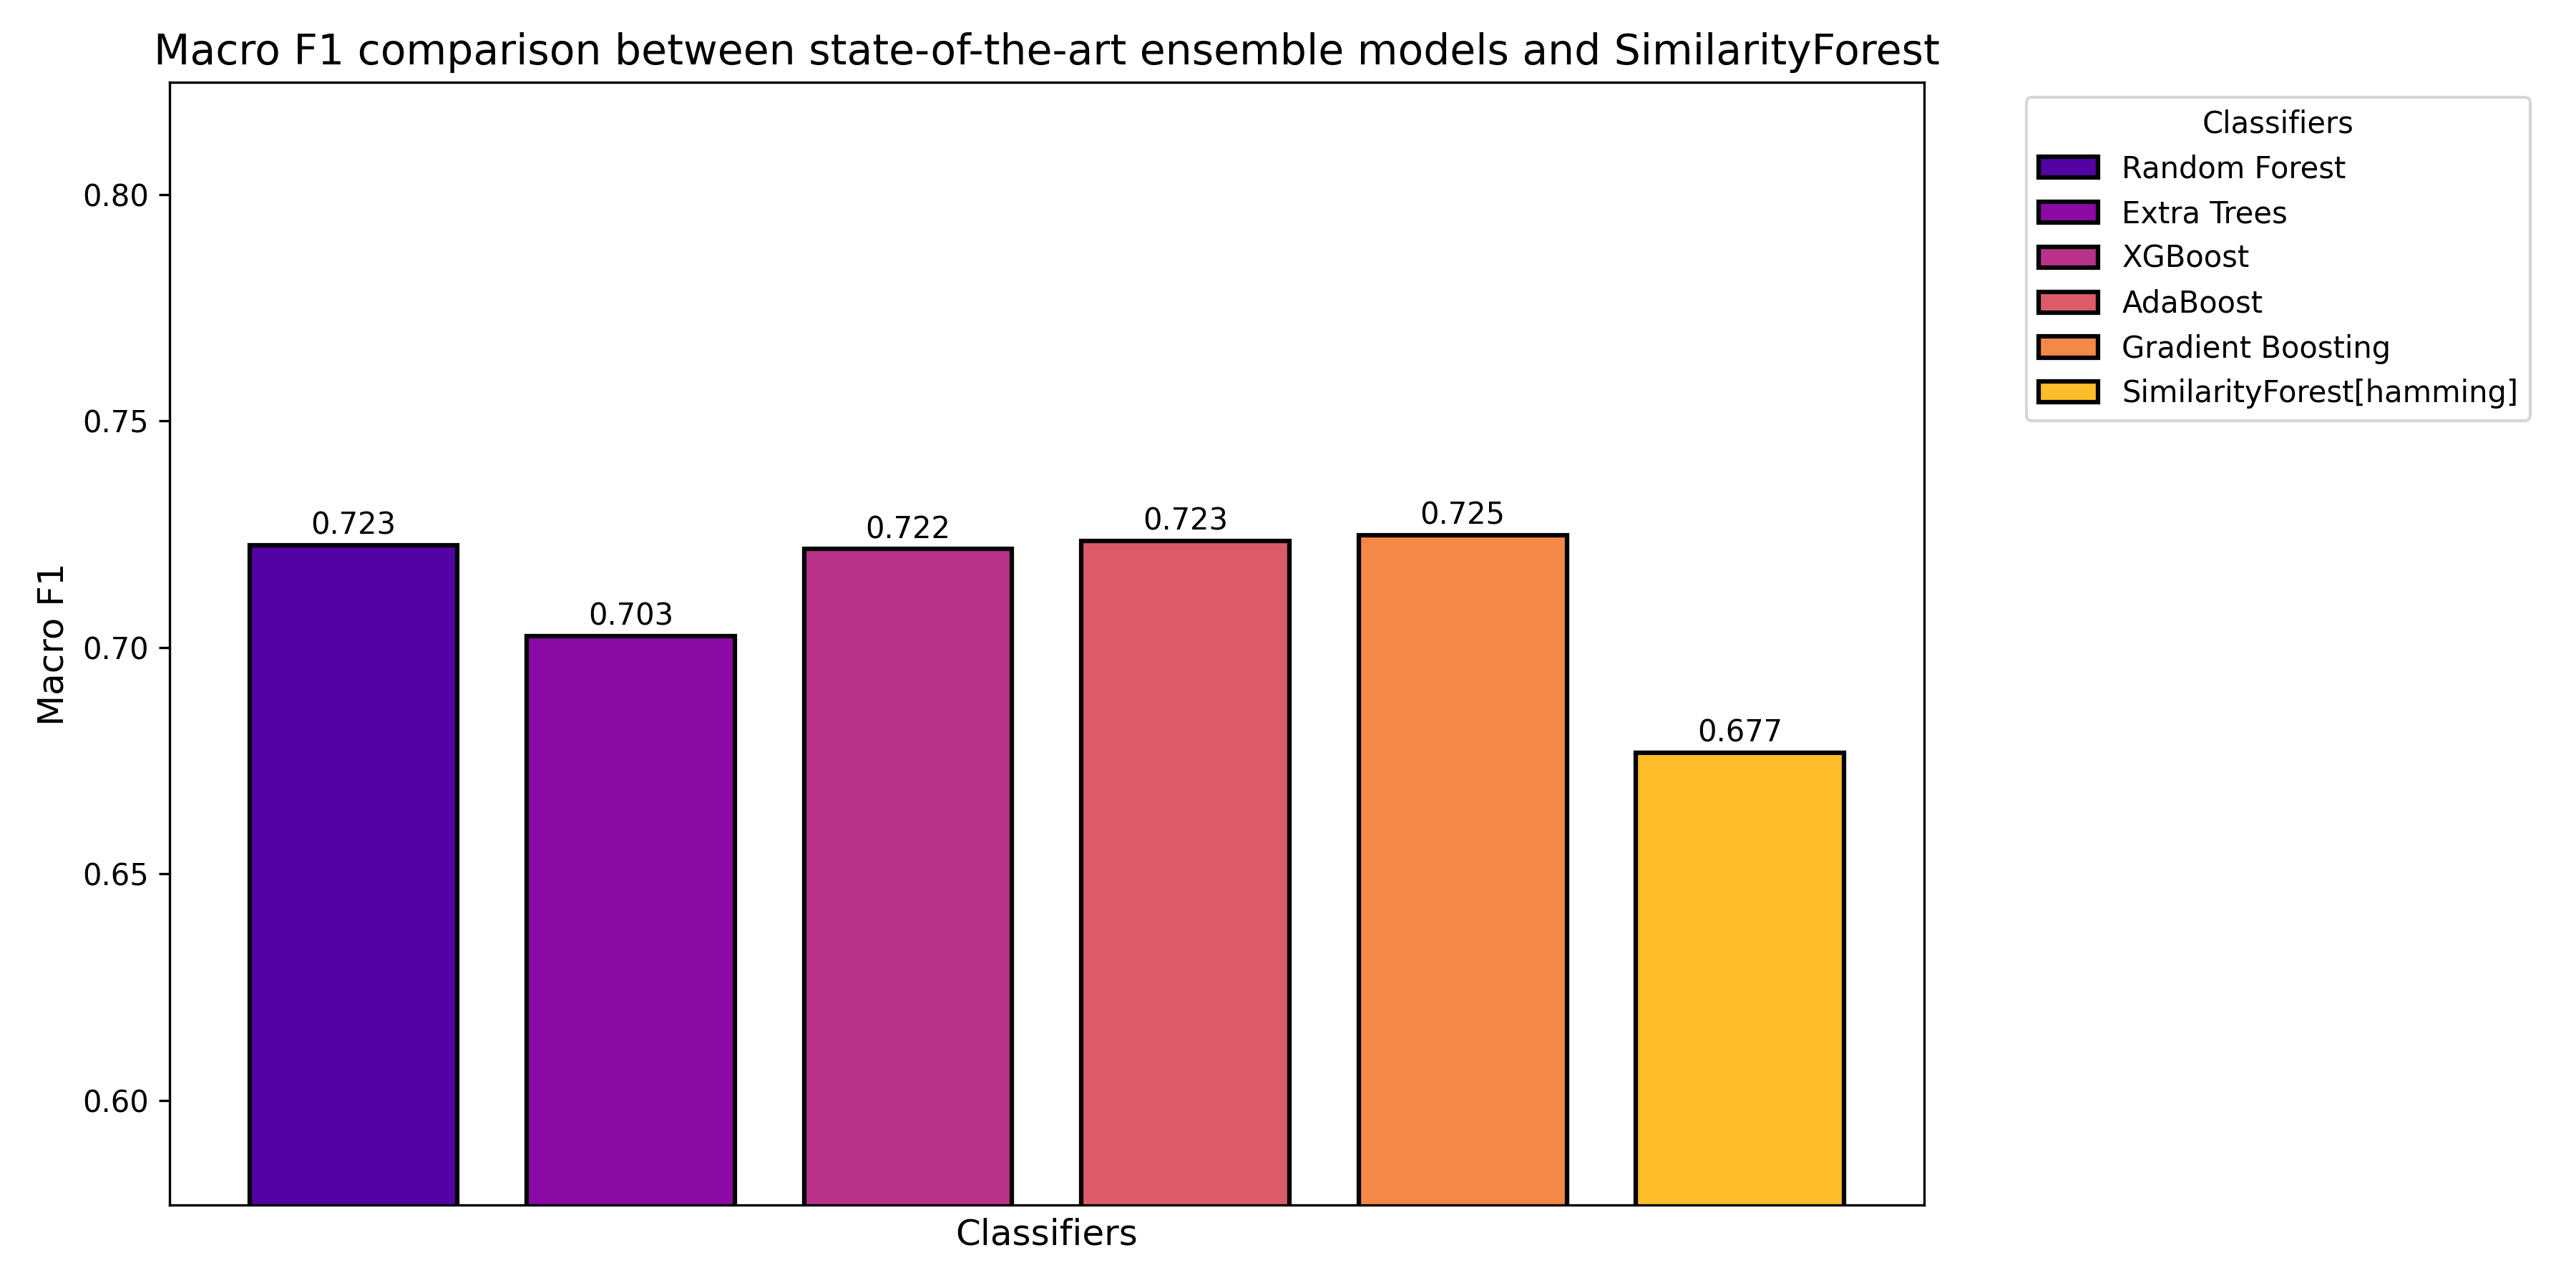 Macro F1 comparison between state-of-the-art ensemble models and SimilarityForest
Macro F1
0.80
0.75
0.70
0.65
0.60
0.723
0.703
0.722
0.723
0.725
0.677
Classifiers
Classifiers
Random Forest
Extra Trees
XGBoost
AdaBoost
Gradient Boosting
SimilarityForest[hamming]